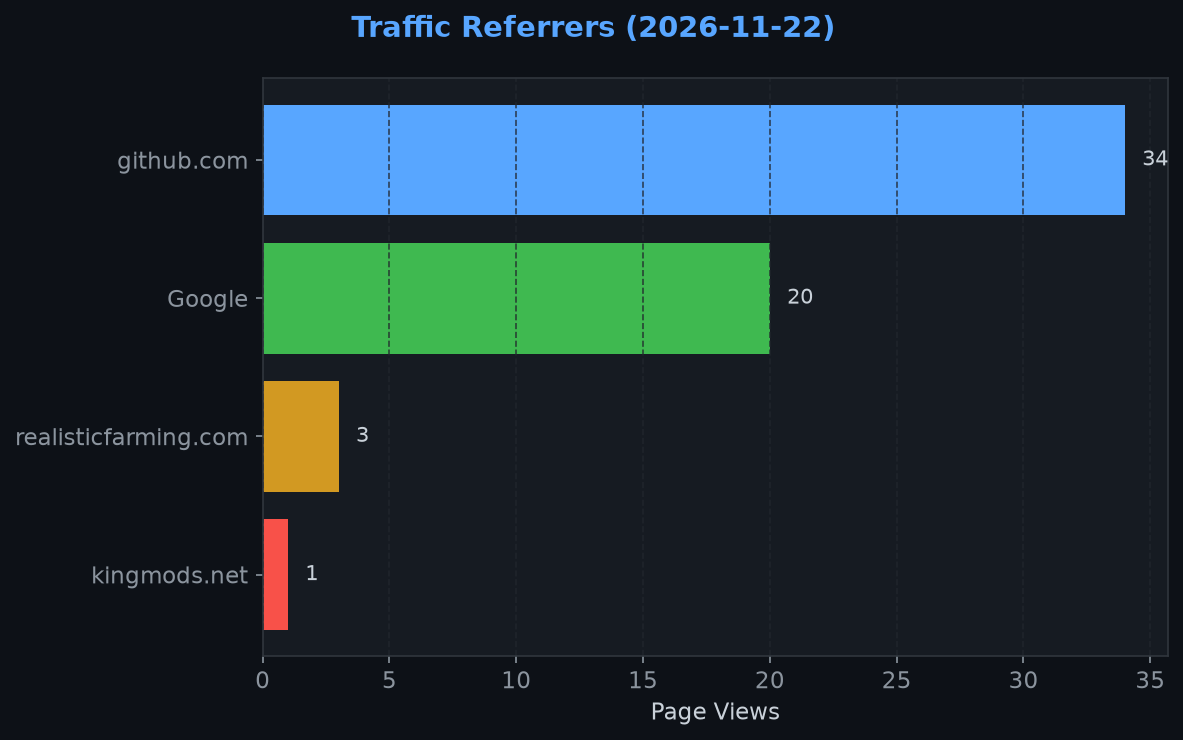 Traffic Referrers (2026-11-22)
github.com
34
Google
20
realisticfarming.com
3
kingmods.net
1
0 5 10 15 20 25 30 35
Page Views